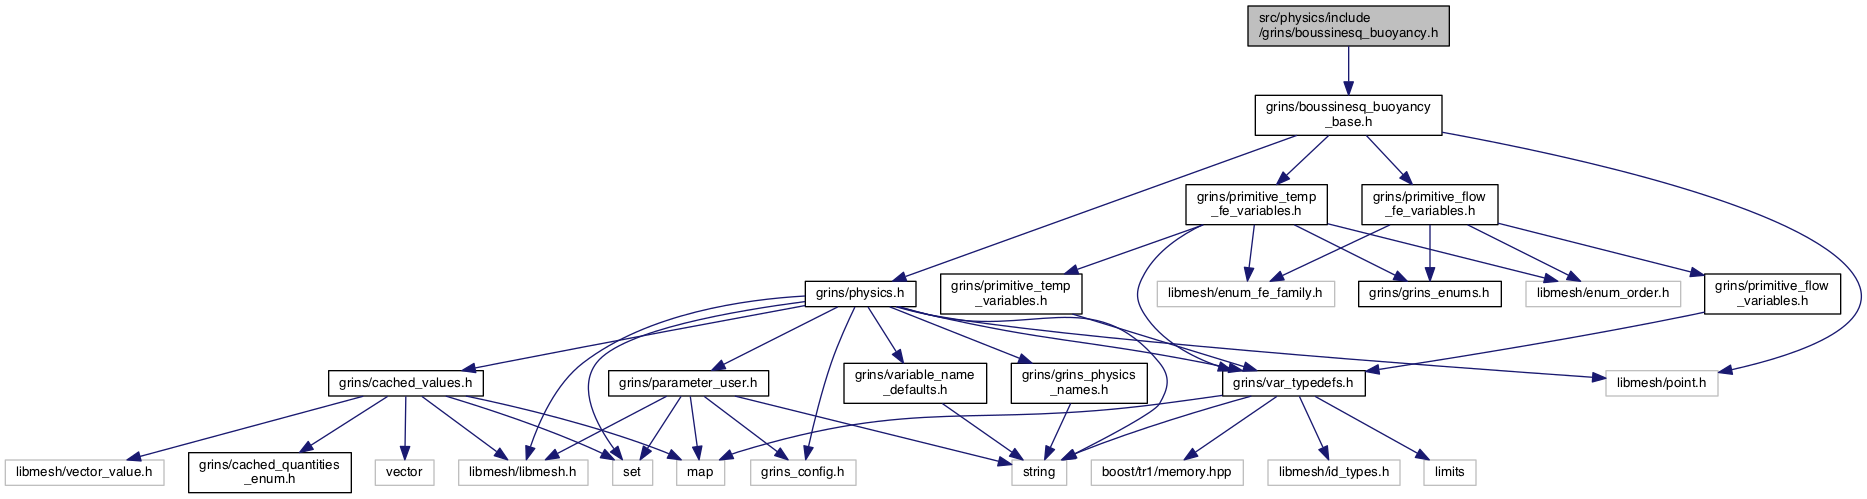 src/physics/include
/grins/boussinesq_buoyancy.h
grins/boussinesq_buoyancy
_base.h
grins/primitive_temp
_fe_variables.h
grins/primitive_flow
_fe_variables.h
grins/physics.h
grins/primitive_temp
_variables.h
libmesh/enum_fe_family.h
grins/grins_enums.h
libmesh/enum_order.h
grins/primitive_flow
_variables.h
grins/cached_values.h
grins/parameter_user.h
grins/variable_name
_defaults.h
grins/grins_physics
_names.h
grins/var_typedefs.h
libmesh/point.h
libmesh/vector_value.h
grins/cached_quantities
_enum.h
vector
libmesh/libmesh.h
set
map
grins_config.h
string
boost/tr1/memory.hpp
libmesh/id_types.h
limits